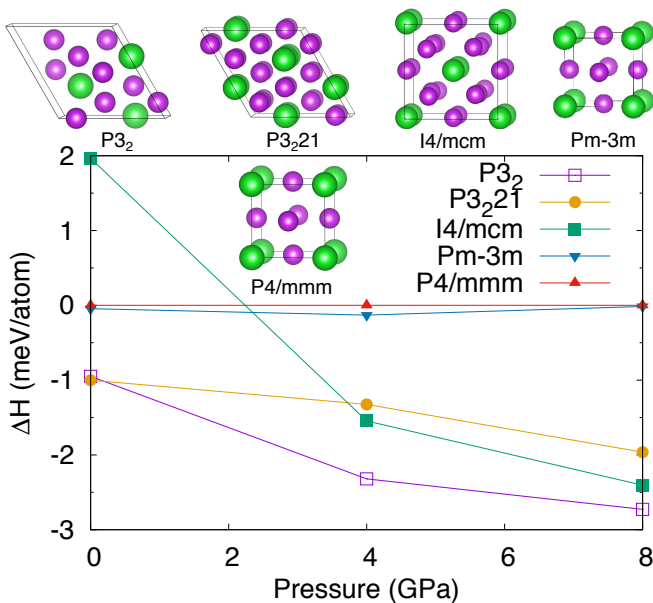 P3₂
P3₂21
I4/mcm
Pm-3m
P4/mmm
P3₂
P3₂21
I4/mcm
Pm-3m
P4/mmm
2
1
0
-1
-2
-3
ΔH (meV/atom)
0
2
4
6
8
Pressure (GPa)